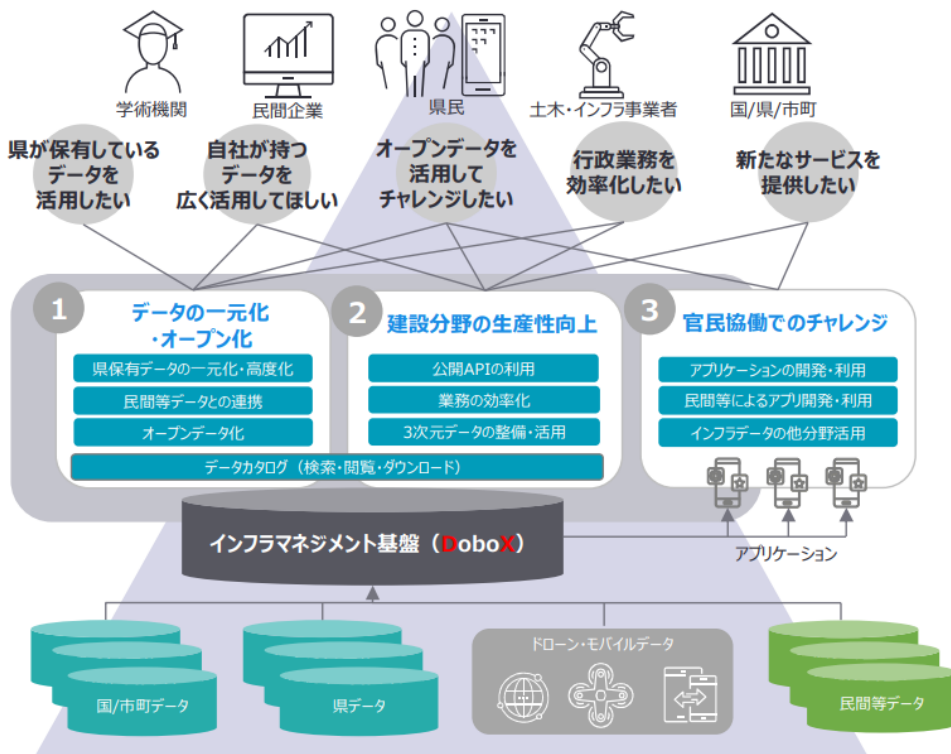 学術機関
民間企業
県民
土木・インフラ事業者
国/県/市町
県が保有している
データを
活用したい
自社が持つ
データを
広く活用してほしい
オープンデータを
活用して
チャレンジしたい
行政業務を
効率化したい
新たなサービスを
提供したい
1
データの一元化
・オープン化
県保有データの一元化・高度化
民間等データとの連携
オープンデータ化
2
建設分野の生産性向上
公開APIの利用
業務の効率化
3次元データの整備・活用
データカタログ（検索・閲覧・ダウンロード）
3
官民協働でのチャレンジ
アプリケーションの開発・利用
民間等によるアプリ開発・利用
インフラデータの他分野活用
インフラマネジメント基盤（DoboX）
アプリケーション
国/市町データ
県データ
ドローン・モバイルデータ
民間等データ